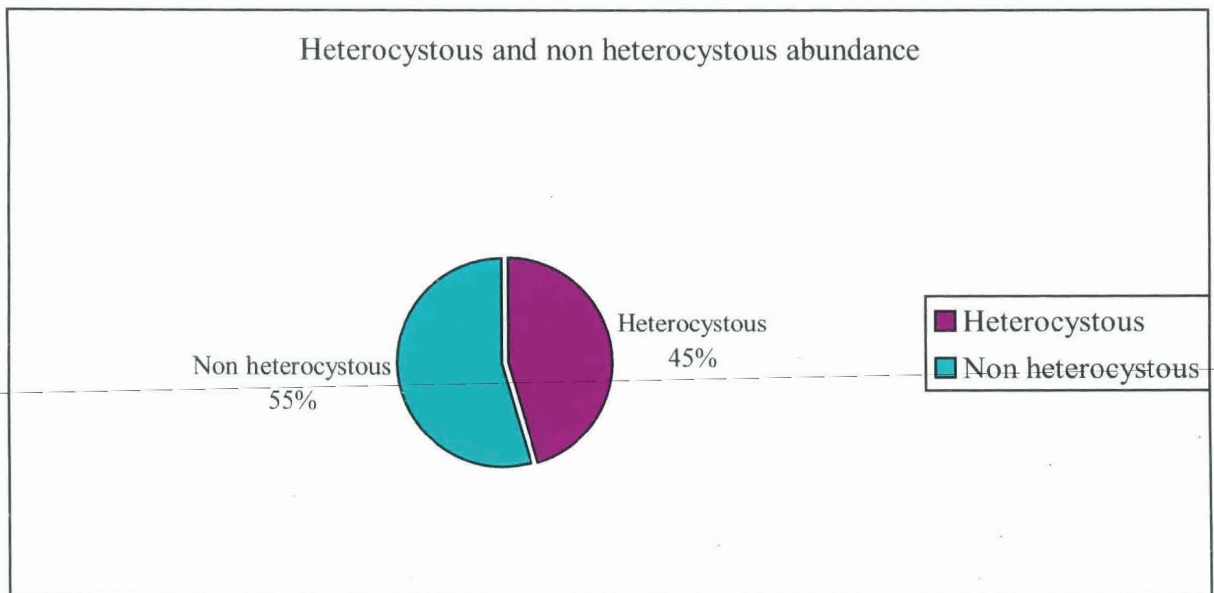 Heterocystous and non heterocystous abundance
Heterocystous
45%
Non heterocystous
55%
Heterocystous
Non heterocystous